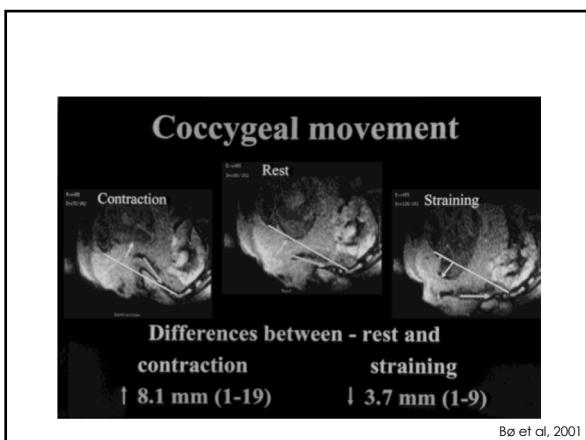 Coccygeal movement
Contraction
Rest
Straining
Differences between - rest and
contraction straining
↑ 8.1 mm (1-19) ↓ 3.7 mm (1-9)
Bø et al, 2001